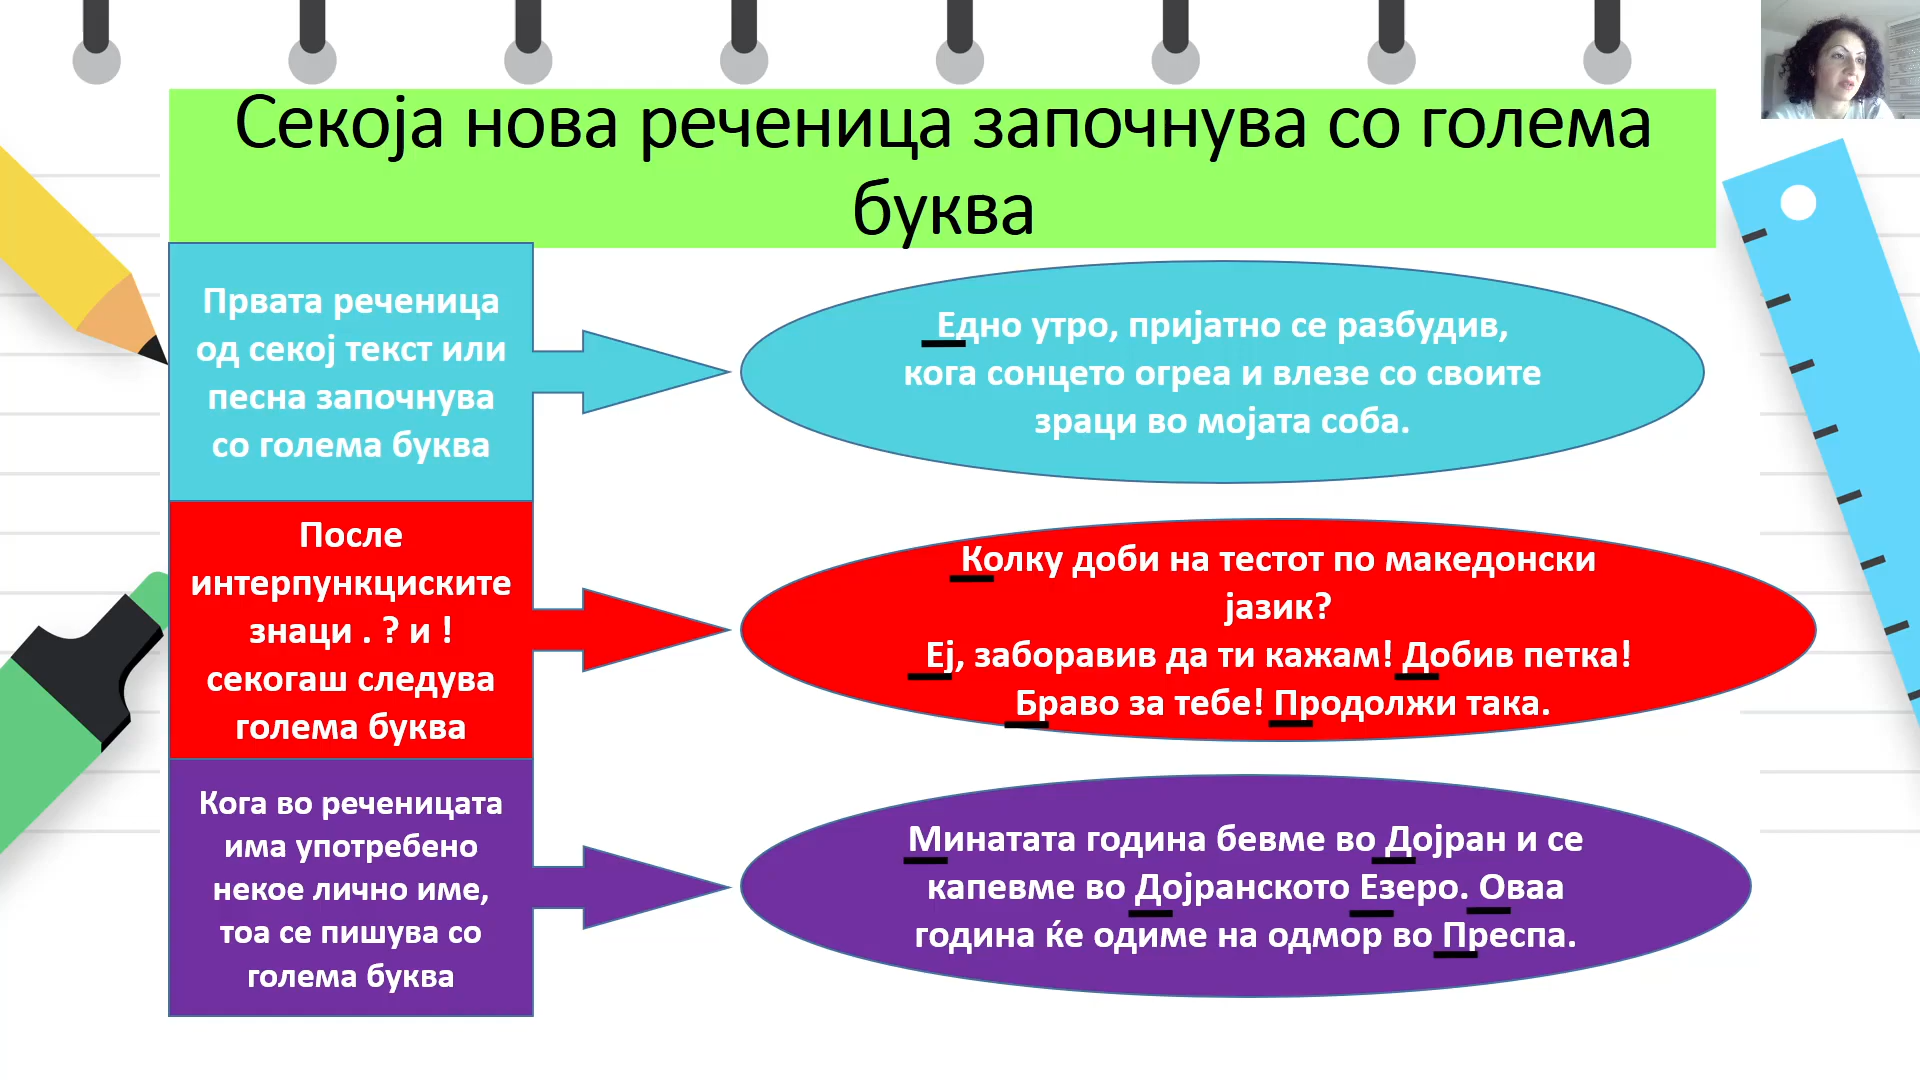 Секоја нова реченица започнува со голема
буква
Првата реченица
од секој текст или
песна започнува
со голема буква
Едно утро, пријатно се разбудив,
кога сонцето огреа и влезе со своите
зраци во мојата соба.
После
интерпункциските
знаци . ? и !
секогаш следува
голема буква
Колку доби на тестот по македонски
јазик?
Еј, заборавив да ти кажам! Добив петка!
Браво за тебе! Продолжи така.
Кога во реченицата
има употребено
некое лично име,
тоа се пишува со
голема буква
Минатата година бевме во Дојран и се
капевме во Дојранското Езеро. Оваа
година ќе одиме на одмор во Преспа.